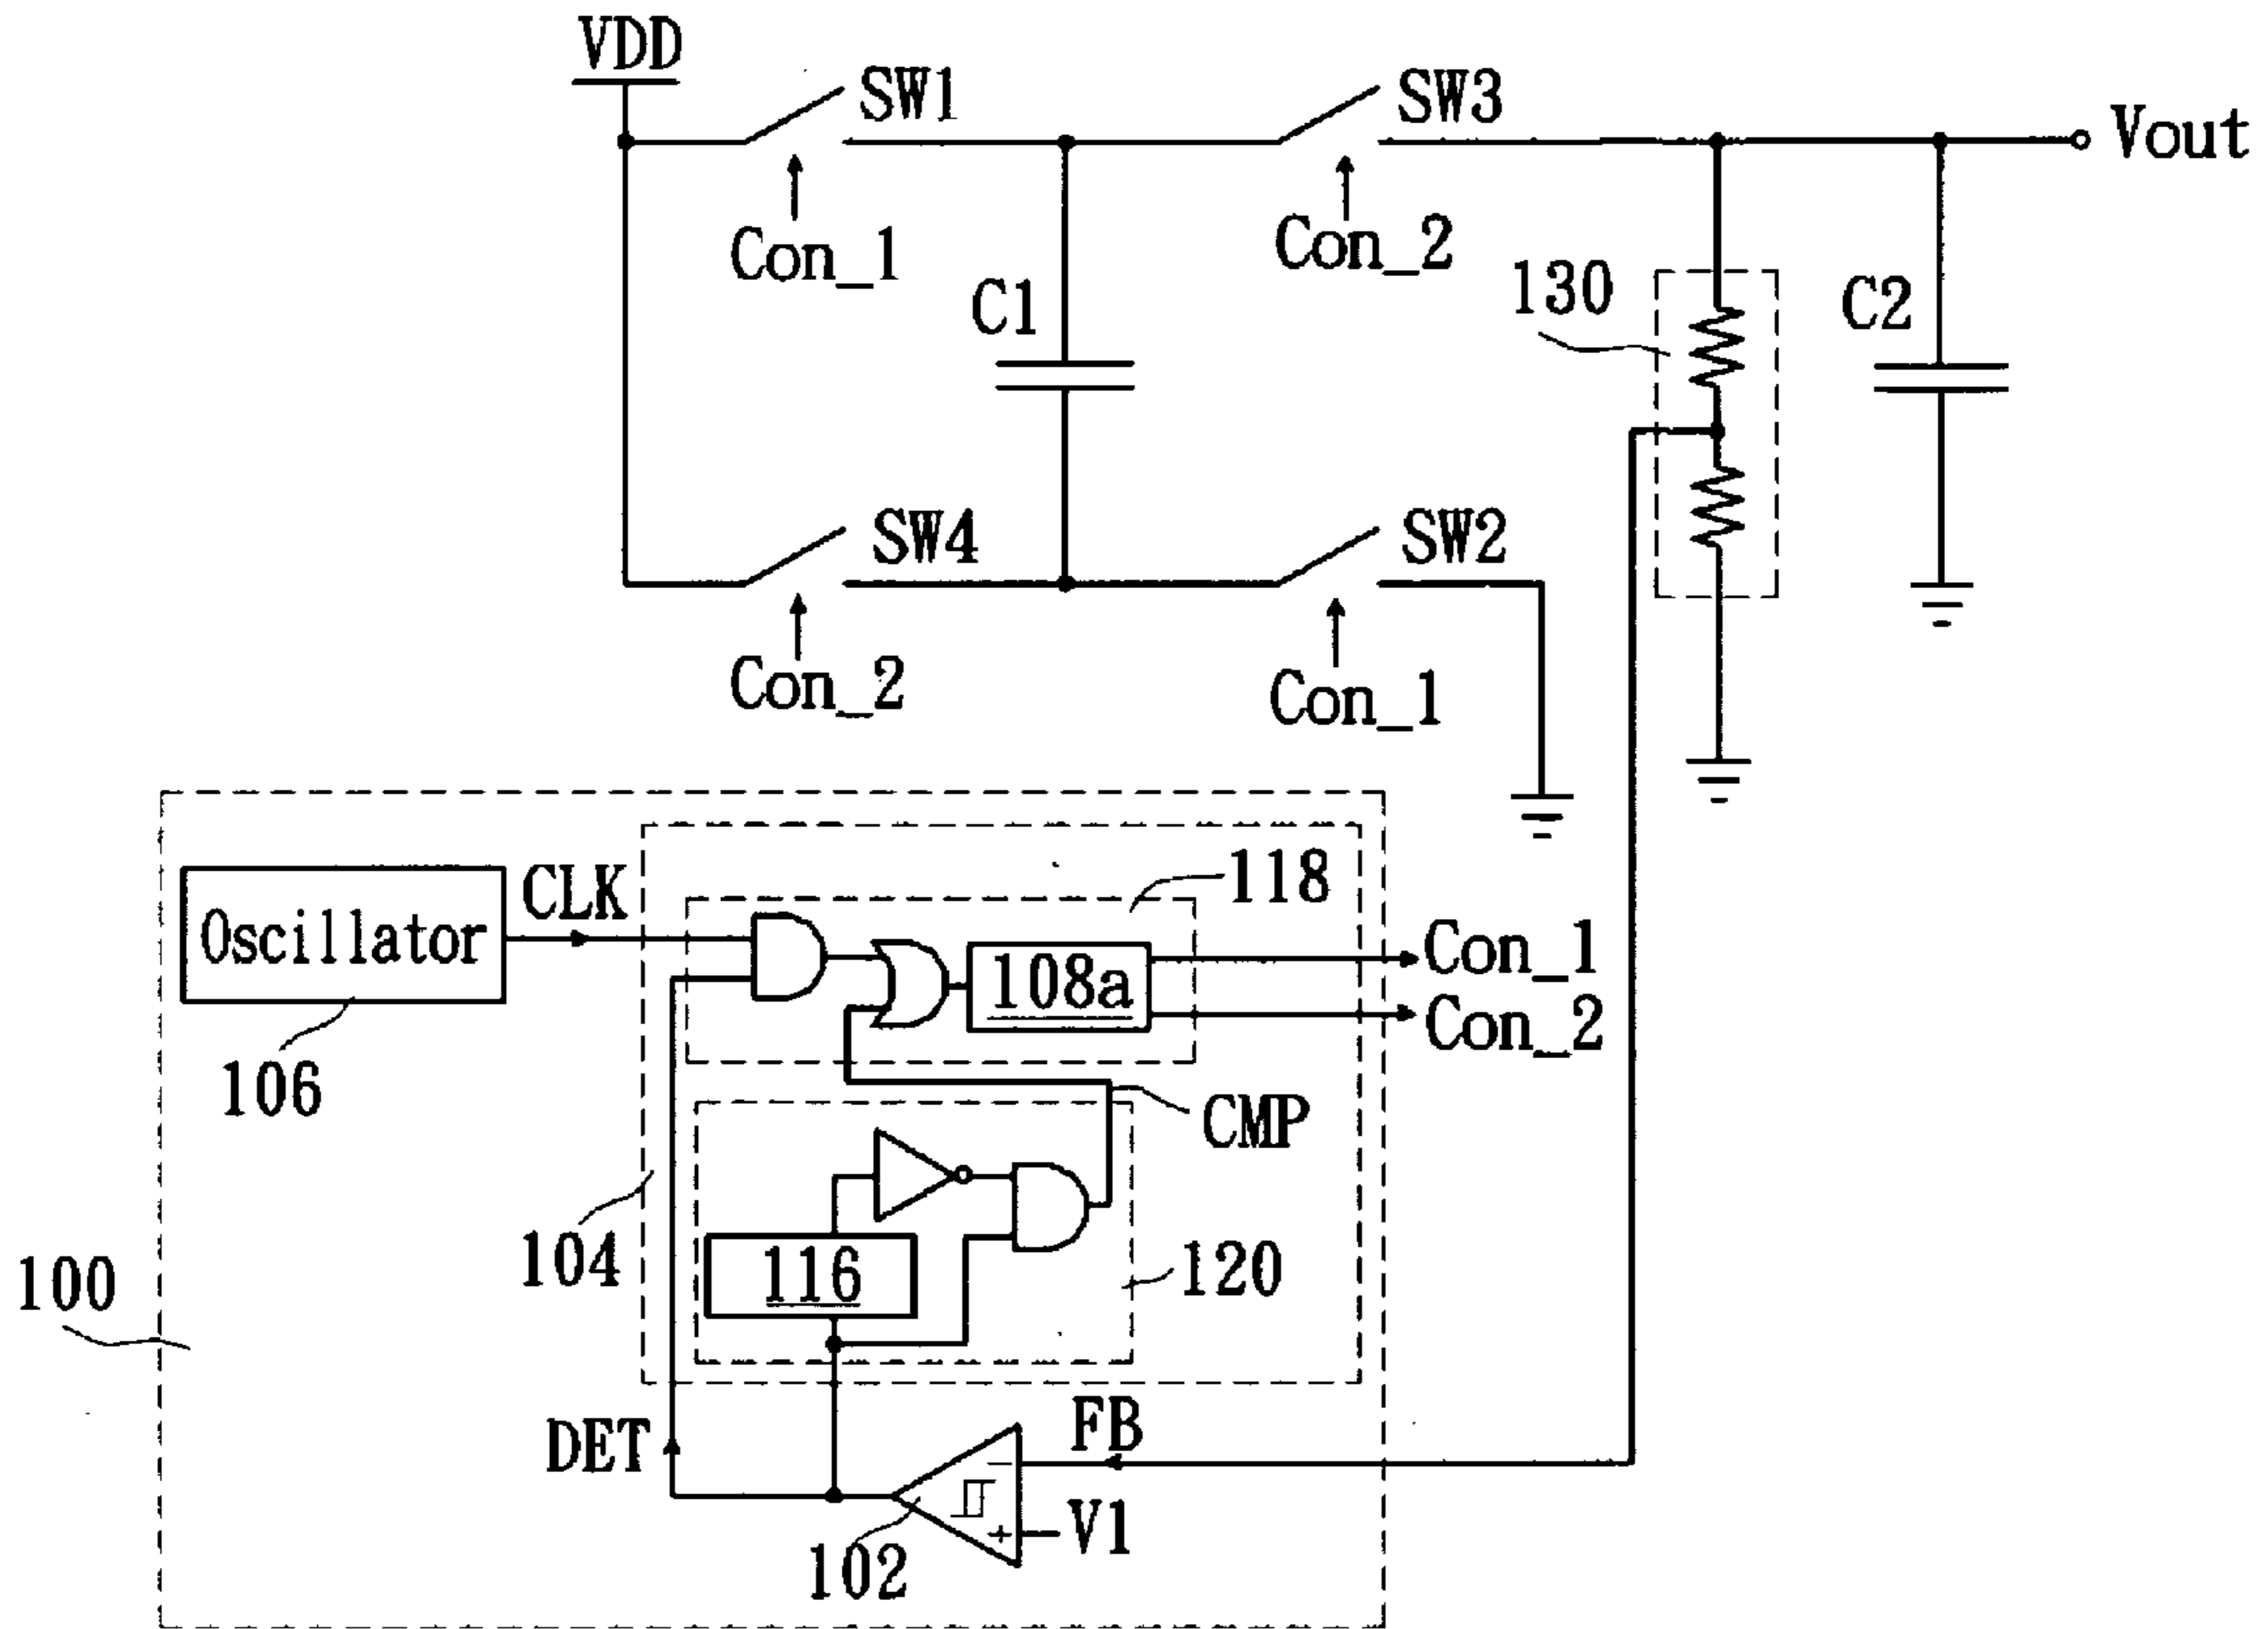 VDD
SW1
SW3
Vout
Con_1
Con_2
130
C1
C2
SW4
SW2
Con_2
Con_1
118
CLK
Oscillator
108a
Con_1
Con_2
106
CMP
104
116
120
100
DET
FB
−
+
V1
102